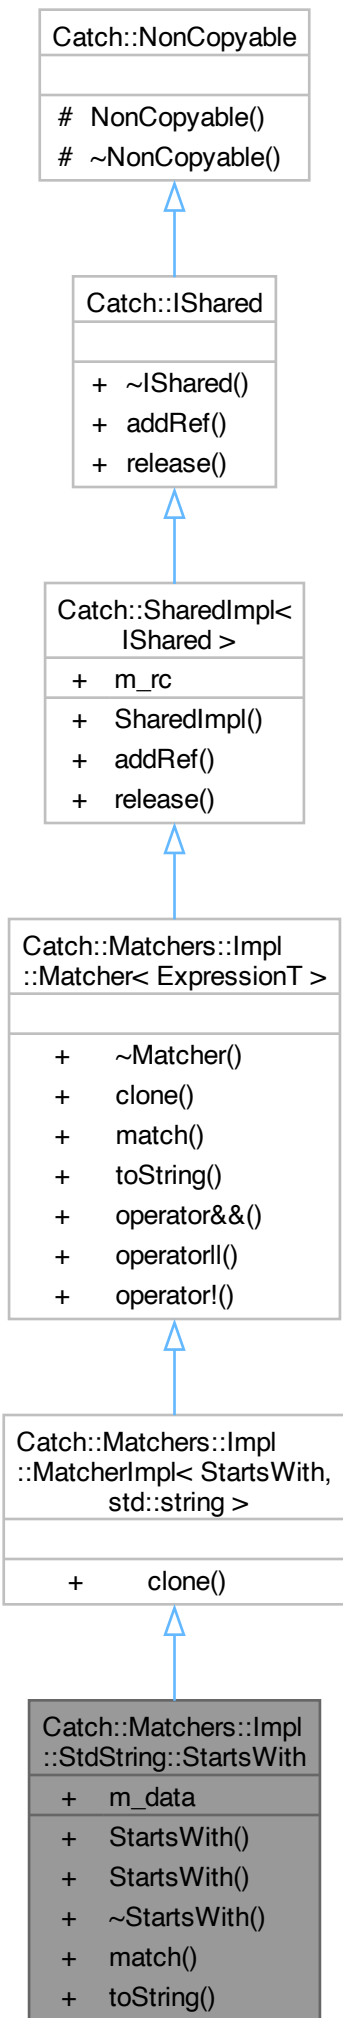 Catch::NonCopyable
# NonCopyable()
# ~NonCopyable()
Catch::IShared
+ ~IShared()
+ addRef()
+ release()
Catch::SharedImpl<
IShared >
+ m_rc
+ SharedImpl()
+ addRef()
+ release()
Catch::Matchers::Impl
::Matcher< ExpressionT >
+ ~Matcher()
+ clone()
+ match()
+ toString()
+ operator&&()
+ operator||()
+ operator!()
Catch::Matchers::Impl
::MatcherImpl< StartsWith,
std::string >
+ clone()
Catch::Matchers::Impl
::StdString::StartsWith
+ m_data
+ StartsWith()
+ StartsWith()
+ ~StartsWith()
+ match()
+ toString()